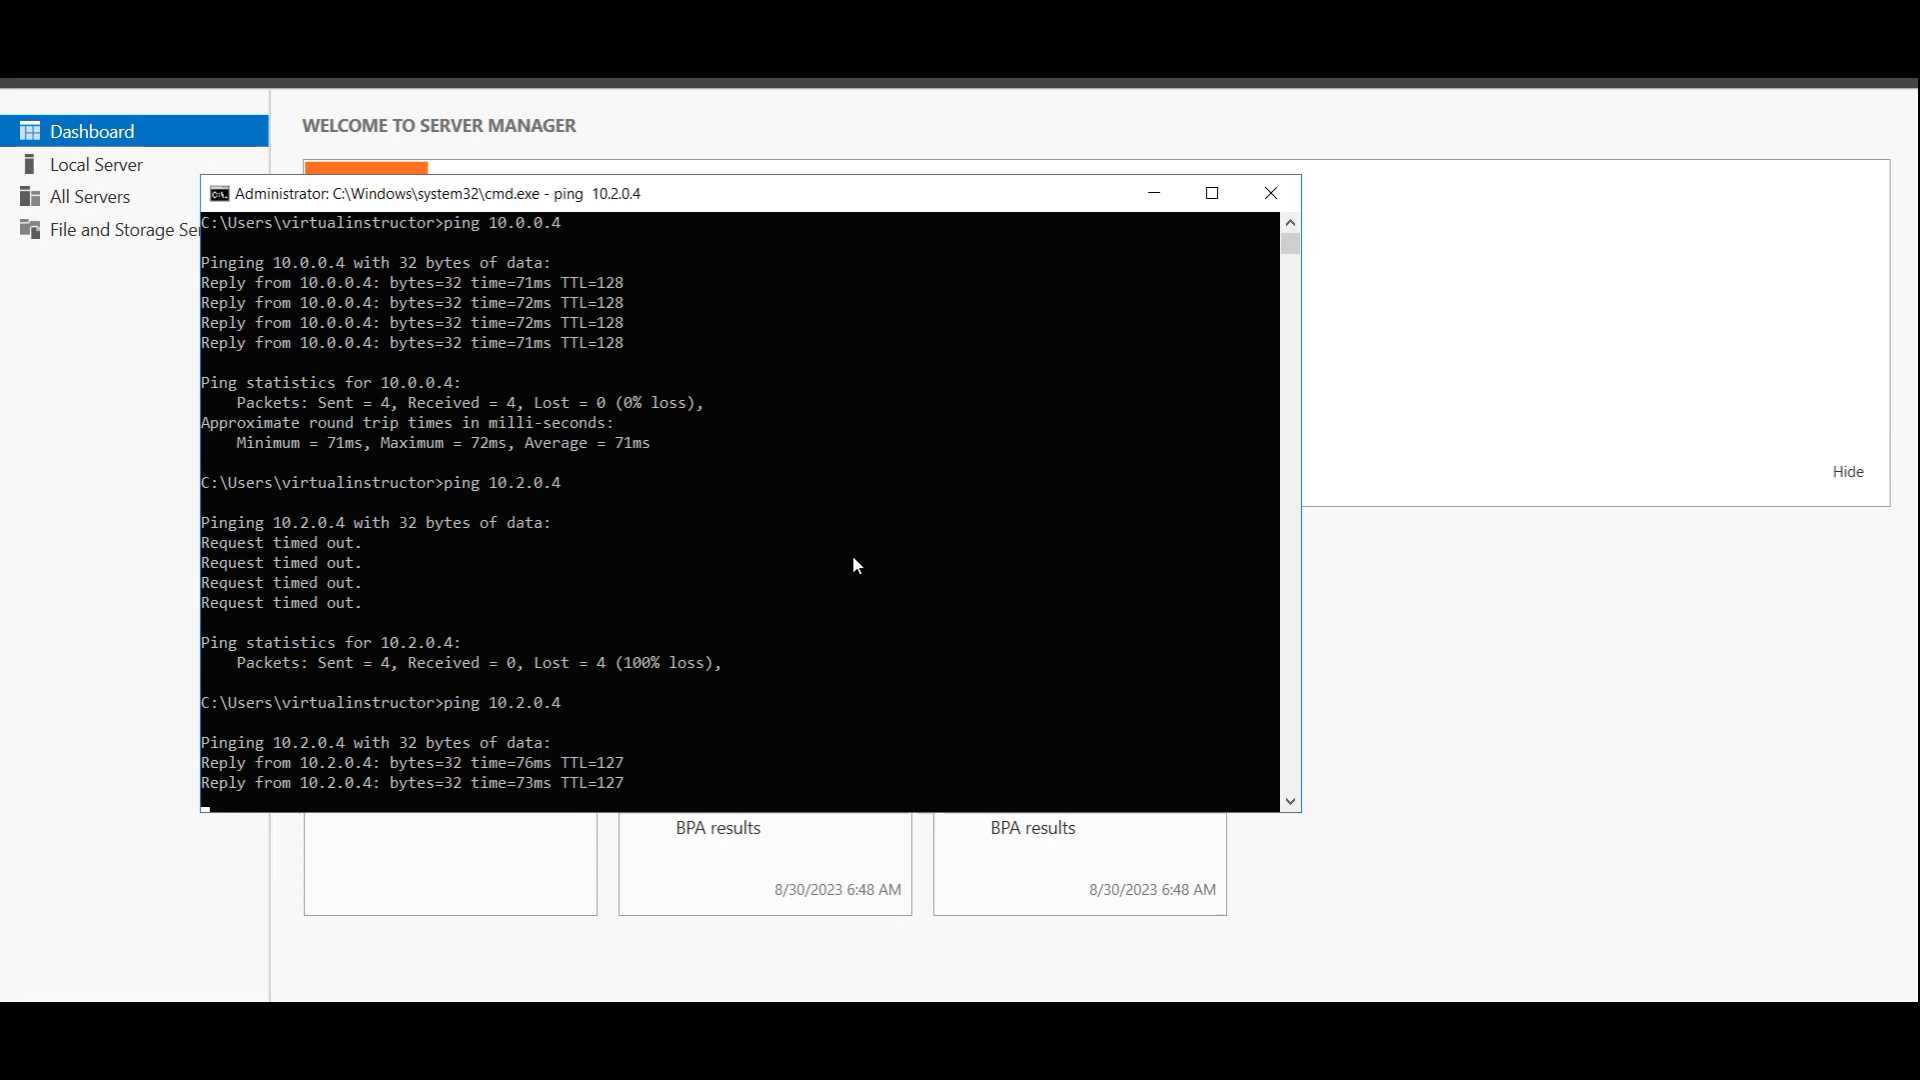 WELCOME TO SERVER MANAGER
Dashboard
Local Server
All Servers
File and Storage Ser
Administrator: C:\Windows\system32\cmd.exe - ping  10.2.0.4
C:\Users\virtualinstructor>ping 10.0.0.4
Pinging 10.0.0.4 with 32 bytes of data:
Reply from 10.0.0.4: bytes=32 time=71ms TTL=128
Reply from 10.0.0.4: bytes=32 time=72ms TTL=128
Reply from 10.0.0.4: bytes=32 time=72ms TTL=128
Reply from 10.0.0.4: bytes=32 time=71ms TTL=128
Ping statistics for 10.0.0.4:
    Packets: Sent = 4, Received = 4, Lost = 0 (0% loss),
Approximate round trip times in milli-seconds:
    Minimum = 71ms, Maximum = 72ms, Average = 71ms
C:\Users\virtualinstructor>ping 10.2.0.4
Pinging 10.2.0.4 with 32 bytes of data:
Request timed out.
Request timed out.
Request timed out.
Request timed out.
Ping statistics for 10.2.0.4:
    Packets: Sent = 4, Received = 0, Lost = 4 (100% loss),
C:\Users\virtualinstructor>ping 10.2.0.4
Pinging 10.2.0.4 with 32 bytes of data:
Reply from 10.2.0.4: bytes=32 time=76ms TTL=127
Reply from 10.2.0.4: bytes=32 time=73ms TTL=127
Hide
BPA results
8/30/2023 6:48 AM
BPA results
8/30/2023 6:48 AM